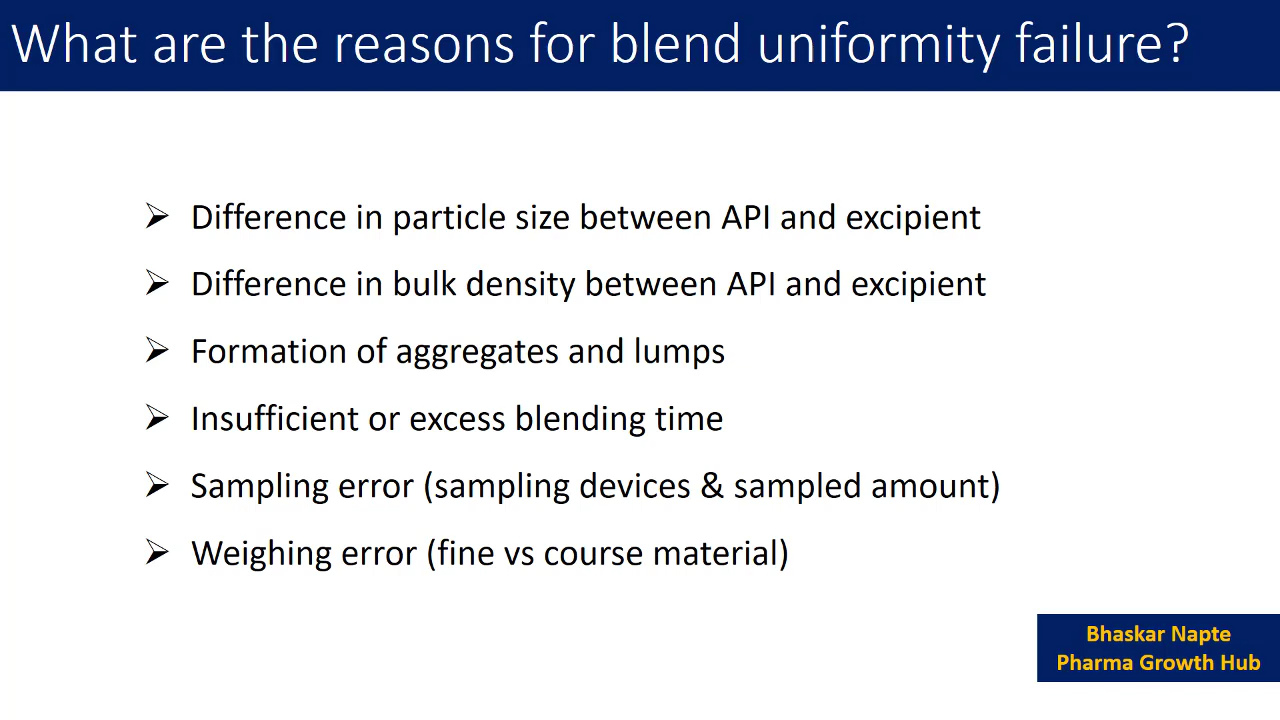 What are the reasons for blend uniformity failure?
➢ Difference in particle size between API and excipient
➢ Difference in bulk density between API and excipient
➢ Formation of aggregates and lumps
➢ Insufficient or excess blending time
➢ Sampling error (sampling devices & sampled amount)
➢ Weighing error (fine vs course material)
Bhaskar Napte
Pharma Growth Hub